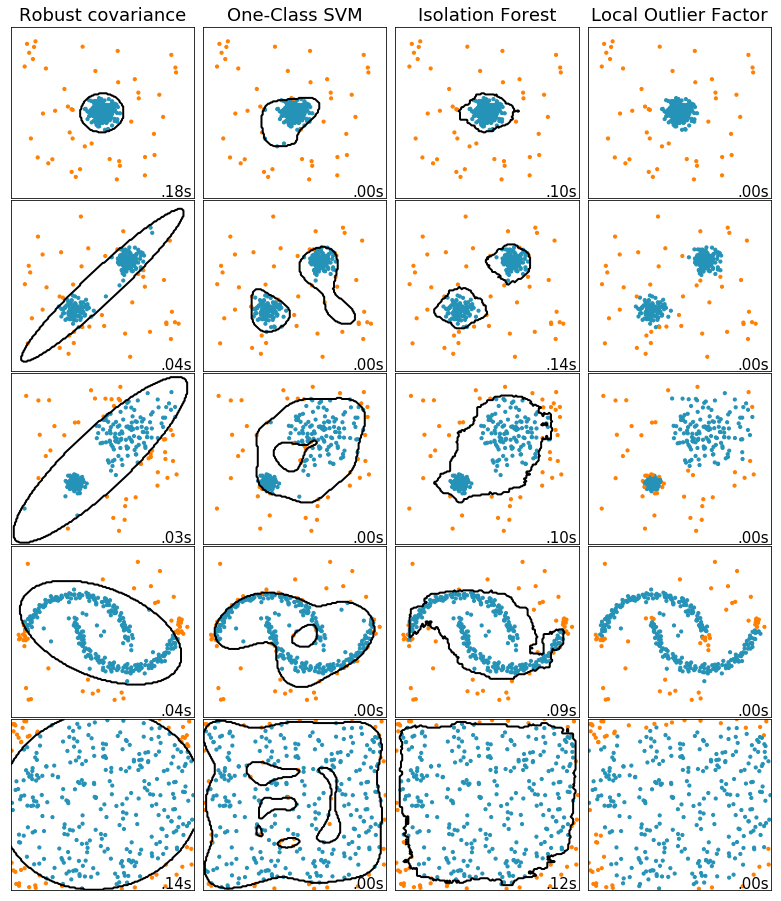 Robust covariance One-Class SVM Isolation Forest Local Outlier Factor
.18s .00s .10s .00s
.04s .00s .14s .00s
.03s .00s .10s .00s
.04s .00s .09s .00s
.14s .00s .12s .00s